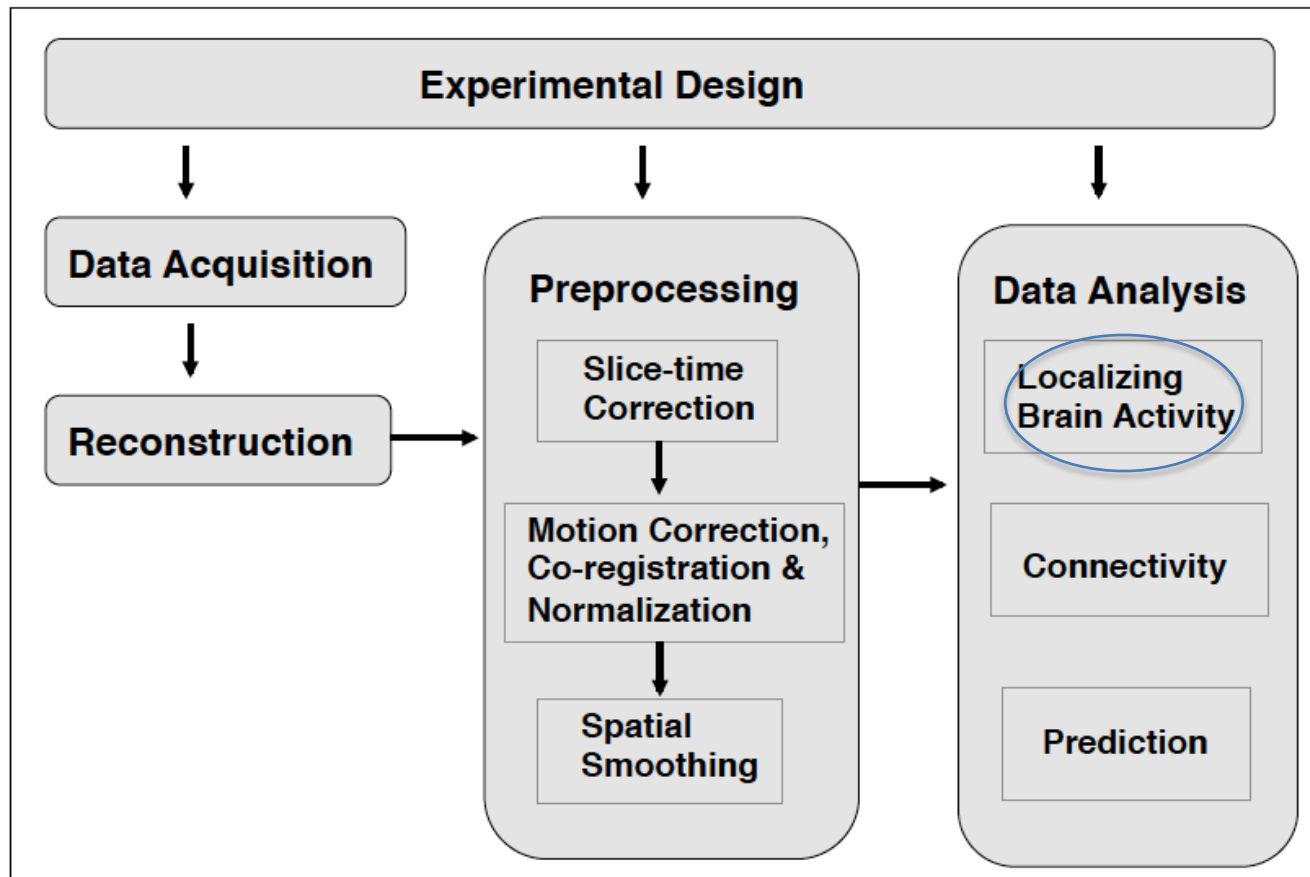 Experimental Design
Data Acquisition
Reconstruction
Preprocessing
Slice-time
Correction
Motion Correction,
Co-registration &
Normalization
Spatial
Smoothing
Data Analysis
Localizing
Brain Activity
Connectivity
Prediction